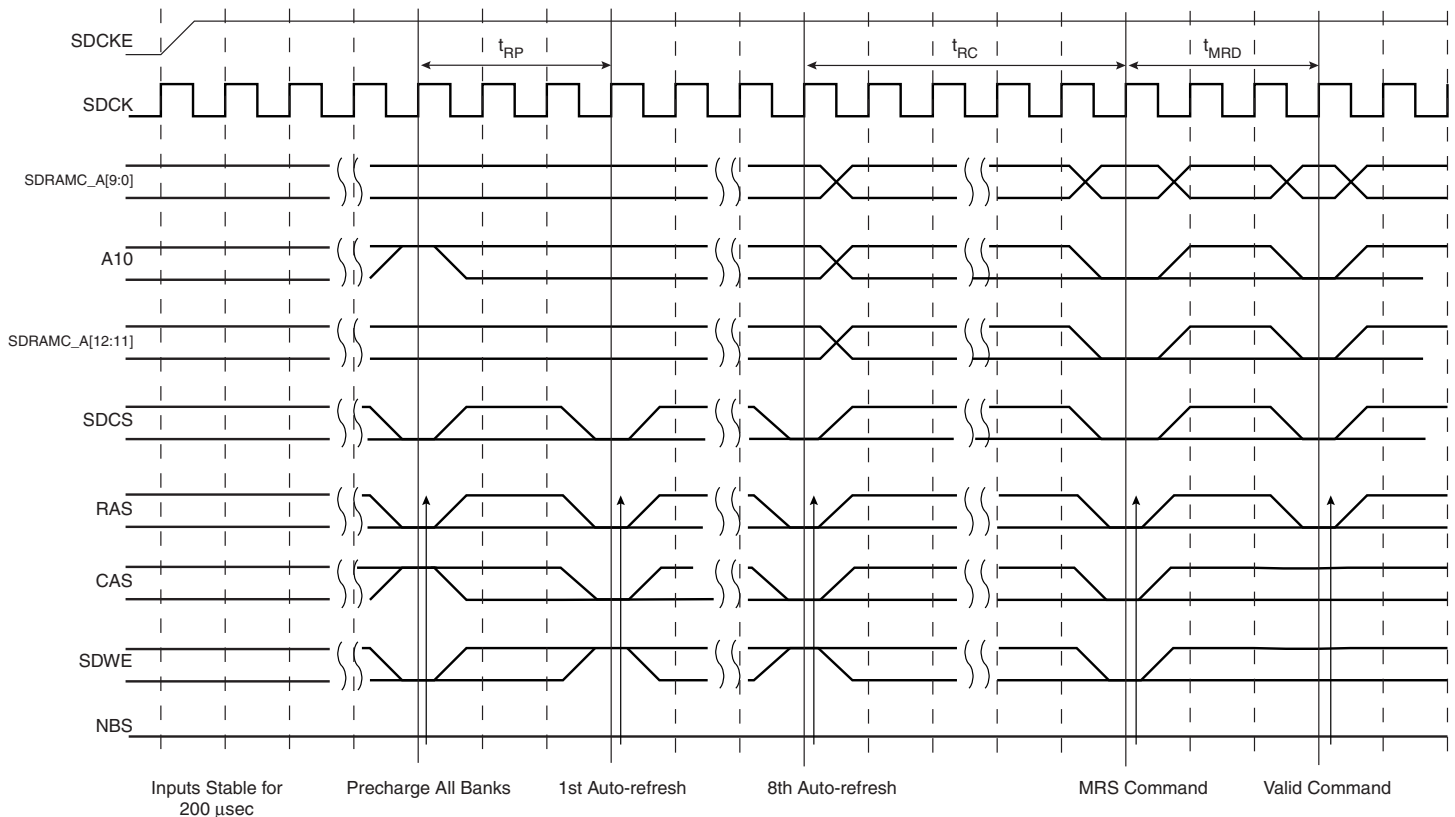 SDCKE
tRP
tRC
tMRD
SDCK
SDRAMC_A[9:0]
A10
SDRAMC_A[12:11]
SDCS
RAS
CAS
SDWE
NBS
Inputs Stable for
200 μsec
Precharge All Banks
1st Auto-refresh
8th Auto-refresh
MRS Command
Valid Command